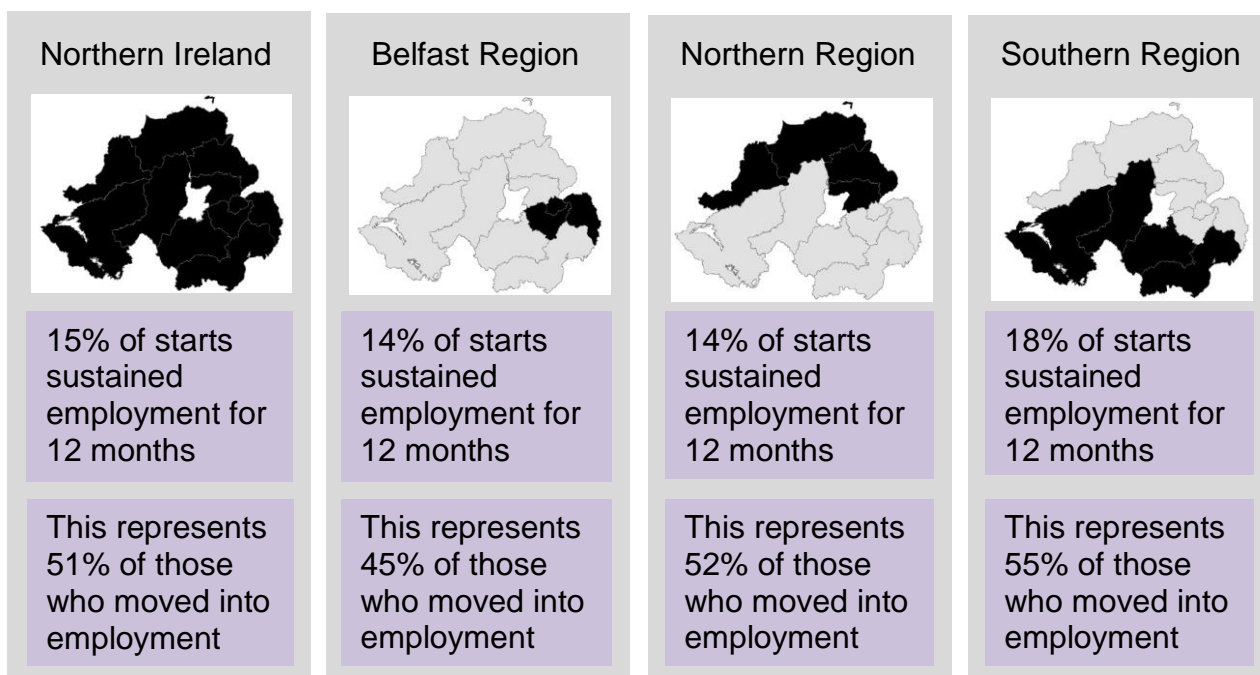 Northern Ireland
15% of starts
sustained
employment for
12 months
This represents
51% of those
who moved into
employment
Belfast Region
14% of starts
sustained
employment for
12 months
This represents
45% of those
who moved into
employment
Northern Region
14% of starts
sustained
employment for
12 months
This represents
52% of those
who moved into
employment
Southern Region
18% of starts
sustained
employment for
12 months
This represents
55% of those
who moved into
employment